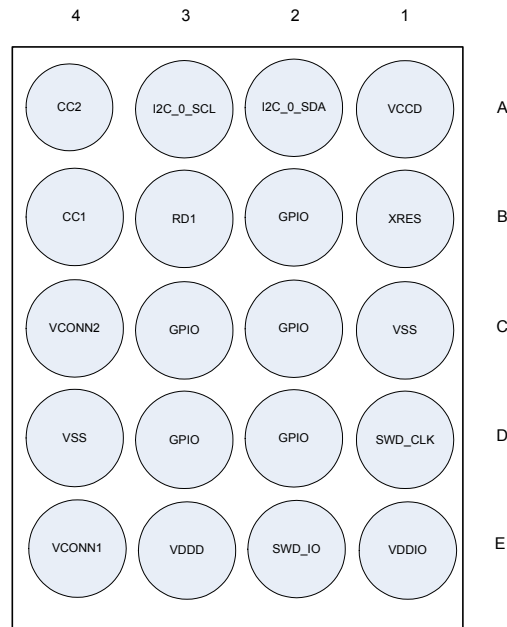 4 3 2 1
CC2 I2C_0_SCL I2C_0_SDA VCCD A
CC1 RD1 GPIO XRES B
VCONN2 GPIO GPIO VSS C
VSS GPIO GPIO SWD_CLK D
VCONN1 VDDD SWD_IO VDDIO E